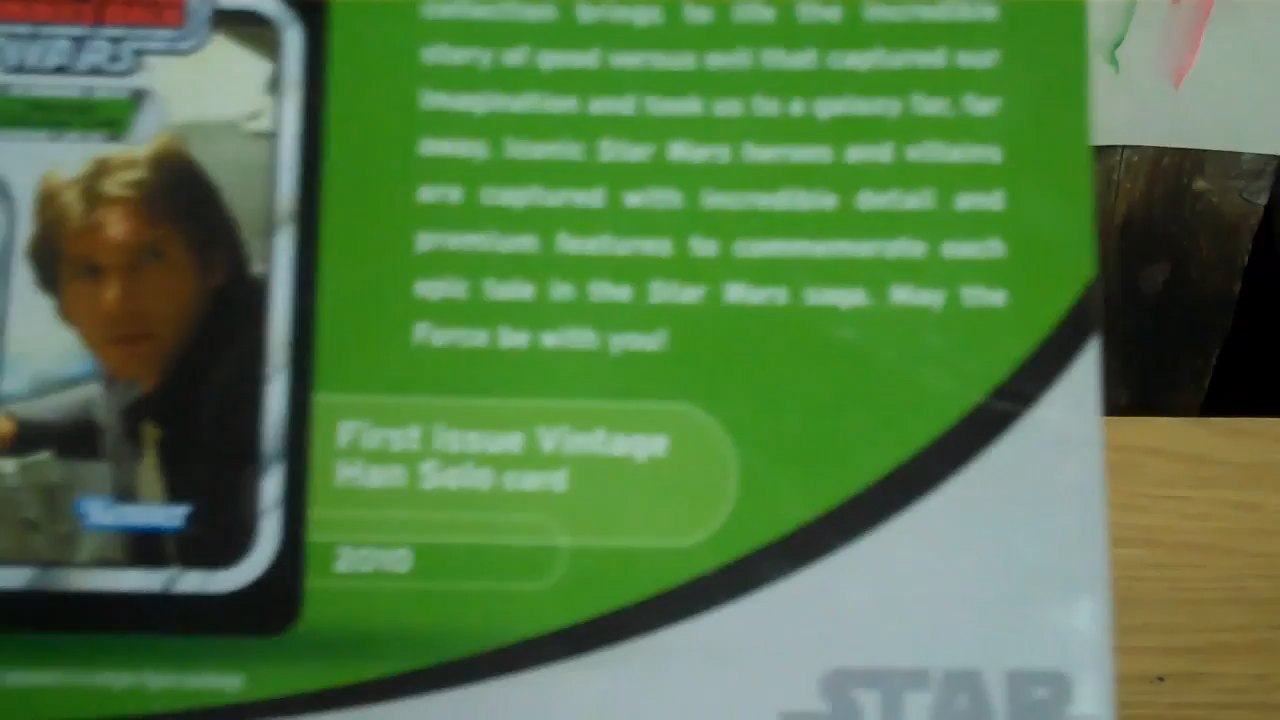 WARS
collection brings to life the incredible
story of good versus evil that captured our
imagination and took us to a galaxy far, far
away. Iconic Star Wars heroes and villains
are captured with incredible detail and
premium features to commemorate each
epic tale in the Star Wars saga. May the
Force be with you!
First issue Vintage
Han Solo card
Kenner
2010
STAR